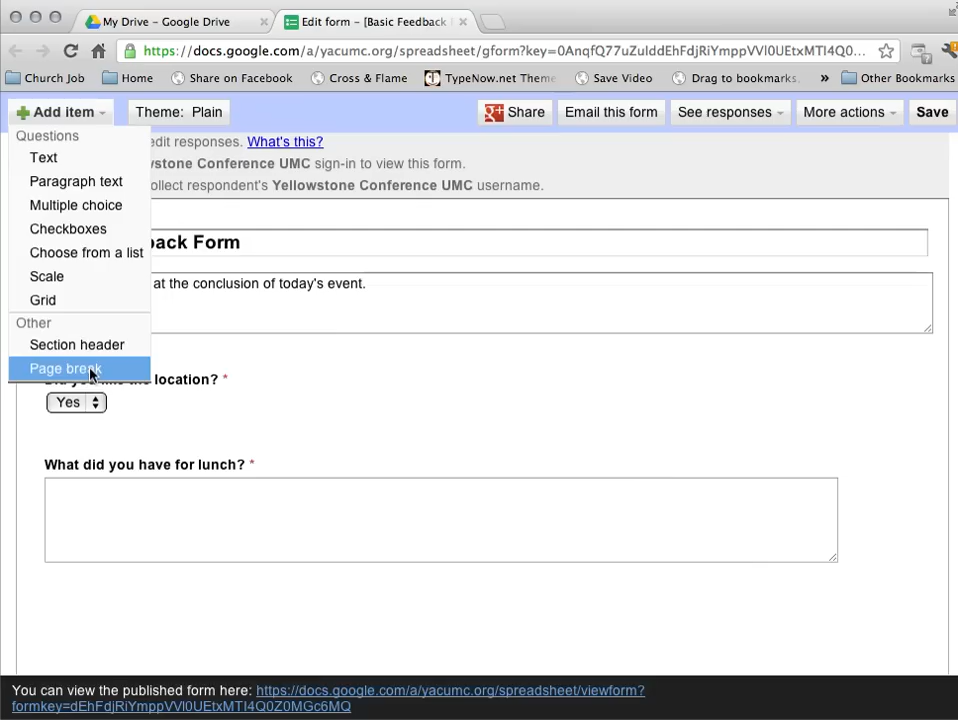 My Drive – Google Drive
Edit form – [Basic Feedback
https://docs.google.com/a/yacumc.org/spreadsheet/gform?key=0AnqfQ77uZulddEhFdjRiYmppVVl0UEtxMTI4Q0...
Church Job Home Share on Facebook Cross & Flame TypeNow.net Theme Save Video Drag to bookmarks. » Other Bookmarks
Add item Theme: Plain Share Email this form See responses More actions Save
Questions
Text
Paragraph text
Multiple choice
Checkboxes
Choose from a list
Scale
Grid
Other
Section header
Page break
edit responses. What's this?
stone Conference UMC sign-in to view this form.
ollect respondent's Yellowstone Conference UMC username.
back Form
at the conclusion of today's event.
location? *
Yes
What did you have for lunch? *
You can view the published form here: https://docs.google.com/a/yacumc.org/spreadsheet/viewform?
formkey=dEhFdjRiYmppVVl0UEtxMTI4Q0Z0MGc6MQ